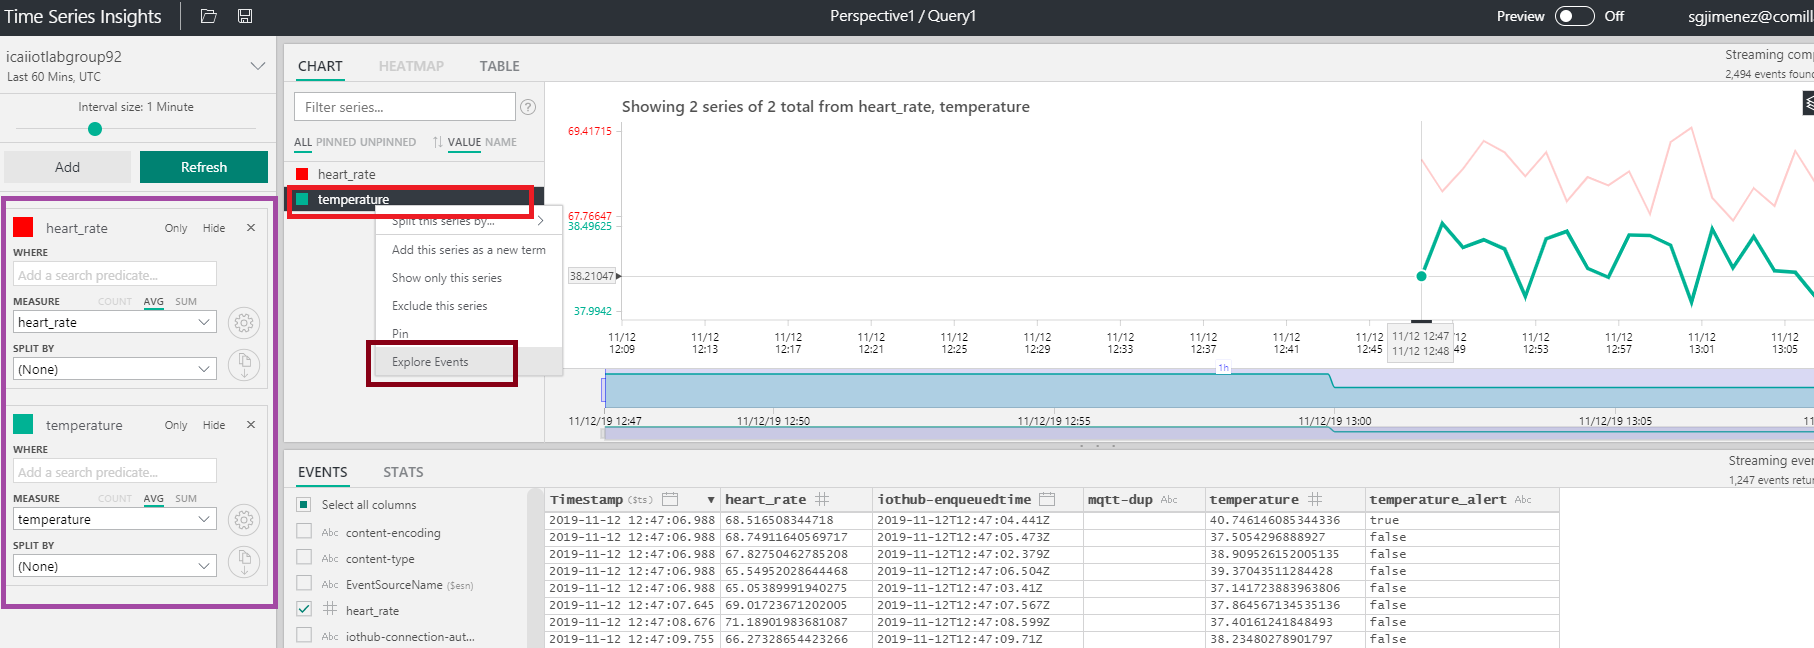 Time Series Insights
Perspective1 / Query1
Preview Off
sgjimenez@comill
icaiiotlabgroup92
Last 60 Mins, UTC
Interval size: 1 Minute
Add Refresh
heart_rate Only Hide ×
WHERE
Add a search predicate...
MEASURE COUNT AVG SUM
heart_rate
SPLIT BY
(None)
temperature Only Hide ×
WHERE
Add a search predicate...
MEASURE COUNT AVG SUM
temperature
SPLIT BY
(None)
CHART HEATMAP TABLE
Streaming comp
2,494 events found
Filter series... ?
ALL PINNED UNPINNED VALUE NAME
heart_rate
temperature
Split this series by...
Add this series as a new term
Show only this series
Exclude this series
Pin
Explore Events
Showing 2 series of 2 total from heart_rate, temperature
69.41715
67.76647
38.49625
38.21047
37.9942
11/12 11/12 11/12 11/12 11/12 11/12 11/12 11/12 11/12 11/12 11/12 12:47 /12 11/12 11/12 11/12 11/12
12:09 12:13 12:17 12:21 12:25 12:29 12:33 12:37 12:41 12:45 11/12 12:48 49 12:53 12:57 13:01 13:05
1h
11/12/19 12:47 11/12/19 12:50 11/12/19 12:55 11/12/19 13:00 11/12/19 13:05 11
EVENTS STATS
Streaming even
1,247 events retur
Select all columns
Abc content-encoding
Abc content-type
Abc EventSourceName ($esn)
heart_rate
Abc iothub-connection-aut...
Timestamp ($ts) heart_rate iothub-enqueuedtime mqtt-dup Abc temperature temperature_alert Abc
2019-11-12 12:47:06.988 68.516508344718 2019-11-12T12:47:04.441Z 40.746146085344336 true
2019-11-12 12:47:06.988 68.74911640569717 2019-11-12T12:47:05.473Z 37.5054296888927 false
2019-11-12 12:47:06.988 67.82750462785208 2019-11-12T12:47:02.379Z 38.909526152005135 false
2019-11-12 12:47:06.988 65.54952028644468 2019-11-12T12:47:06.504Z 39.37043511284428 false
2019-11-12 12:47:06.988 65.05389991940275 2019-11-12T12:47:03.41Z 37.141723883963806 false
2019-11-12 12:47:07.645 69.01723671202005 2019-11-12T12:47:07.567Z 37.864567134535136 false
2019-11-12 12:47:08.676 71.18901983681087 2019-11-12T12:47:08.599Z 37.40161241848493 false
2019-11-12 12:47:09.755 66.27328654423266 2019-11-12T12:47:09.71Z 38.23480278901797 false